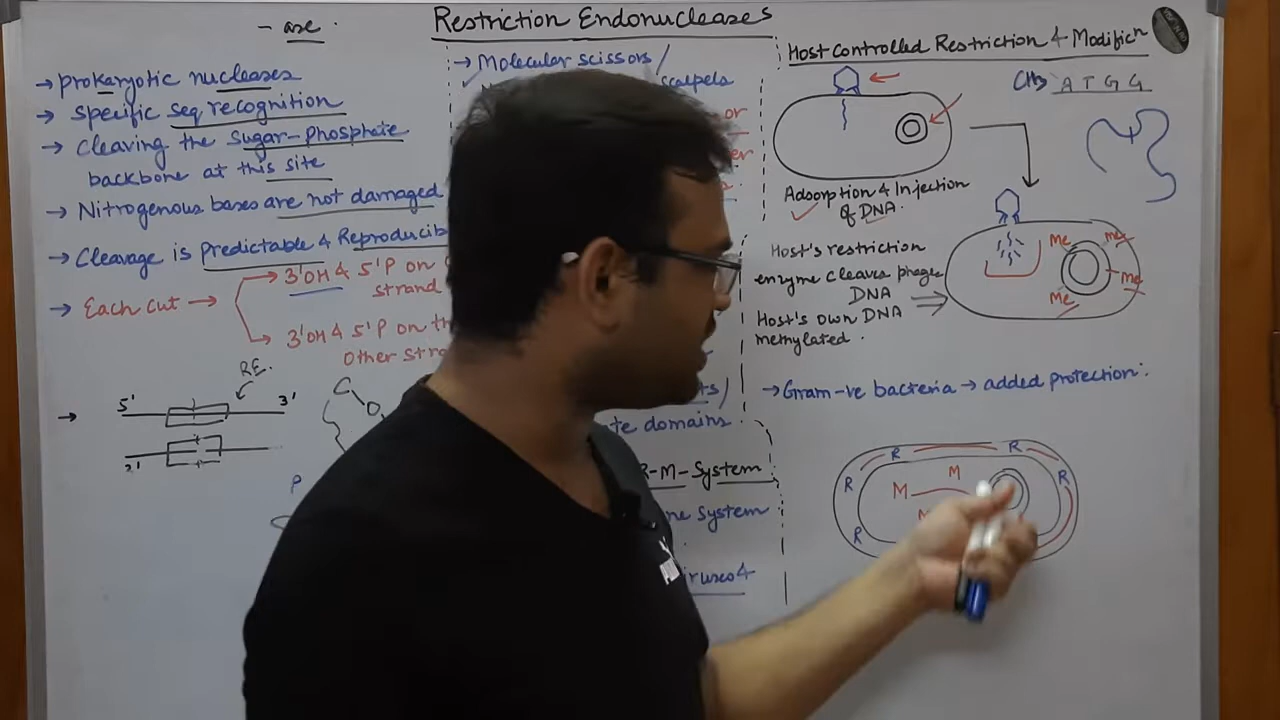 - ase.
Restriction Endonucleases
→ prokaryotic nucleases
→ specific seq recognition
→ cleaving the sugar-phosphate
backbone at this site
→ Nitrogenous bases are not damaged
→ Cleavage is predictable & Reproducib
→ Each cut →
3'OH & 5'P on
strand
3'OH & 5'P on th
other stra
RE.
→ 5' 3'
3'
P
→ Molecular scissors/
scalpels
or
er
ts/
te domains
R-M-System
ne system
iruses &
Host Controlled Restriction & Modificn
CH3 A T G G
Adsorption & Injection
of DNA.
Host's restriction
enzyme cleaves phage
DNA
Host's own DNA
methylated.
Me Me
Me
Me
→ Gram-ve bacteria → added protection:
R R
R M M R
R M